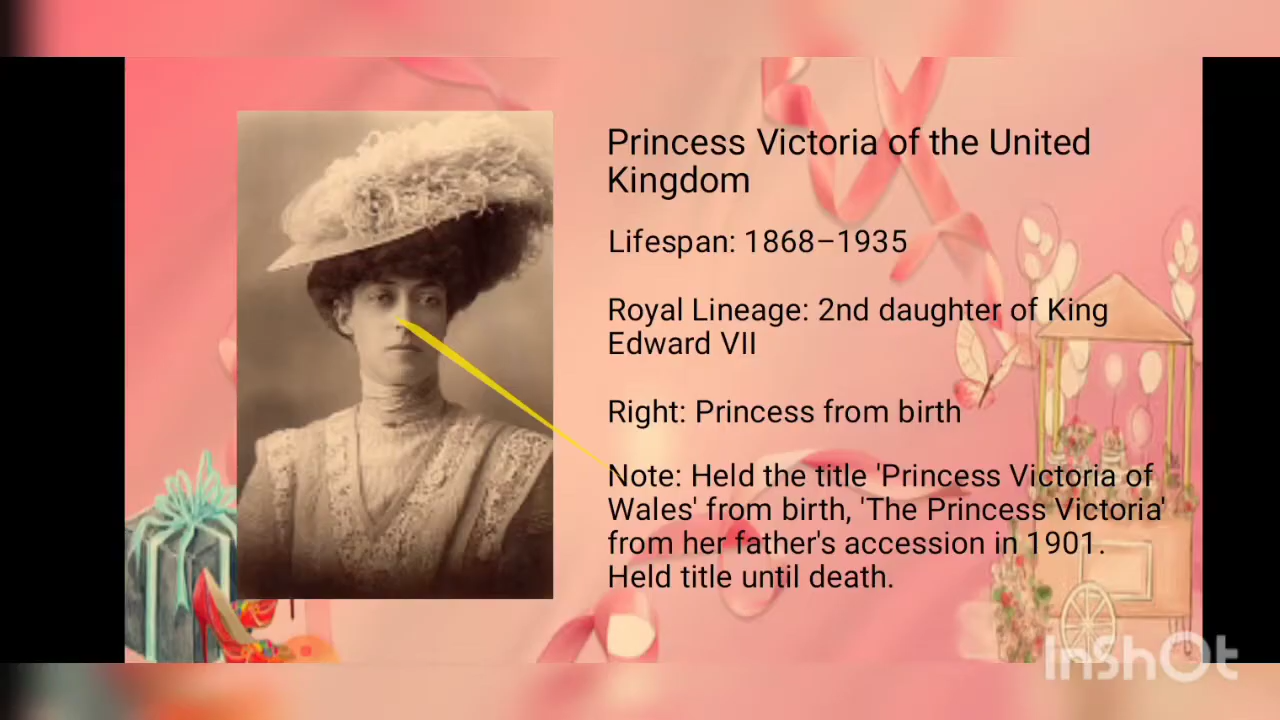 Princess Victoria of the United
Kingdom
Lifespan: 1868–1935
Royal Lineage: 2nd daughter of King
Edward VII
Right: Princess from birth
Note: Held the title 'Princess Victoria of
Wales' from birth, 'The Princess Victoria'
from her father's accession in 1901.
Held title until death.
InShOt